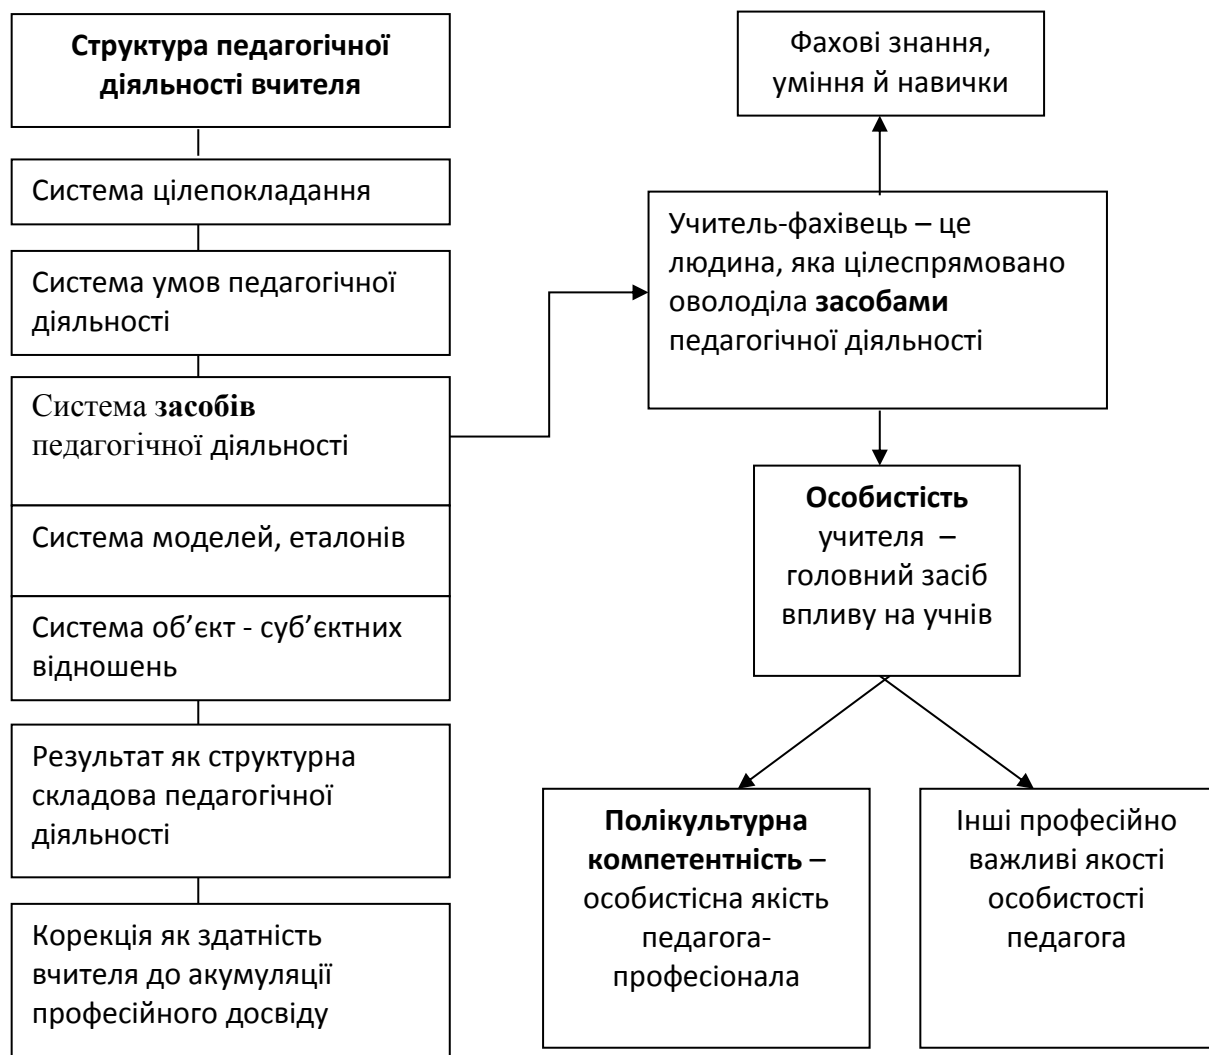 Структура педагогічної
діяльності вчителя
Система цілепокладання
Система умов педагогічної
діяльності
Система засобів
педагогічної діяльності
Система моделей, еталонів
Система об’єкт - суб’єктних
відношень
Результат як структурна
складова педагогічної
діяльності
Корекція як здатність
вчителя до акумуляції
професійного досвіду
Фахові знання,
уміння й навички
Учитель-фахівець – це
людина, яка цілеспрямовано
оволоділа засобами
педагогічної діяльності
Особистість
учителя –
головний засіб
впливу на учнів
Полікультурна
компетентність –
особистісна якість
педагога-
професіонала
Інші професійно
важливі якості
особистості
педагога